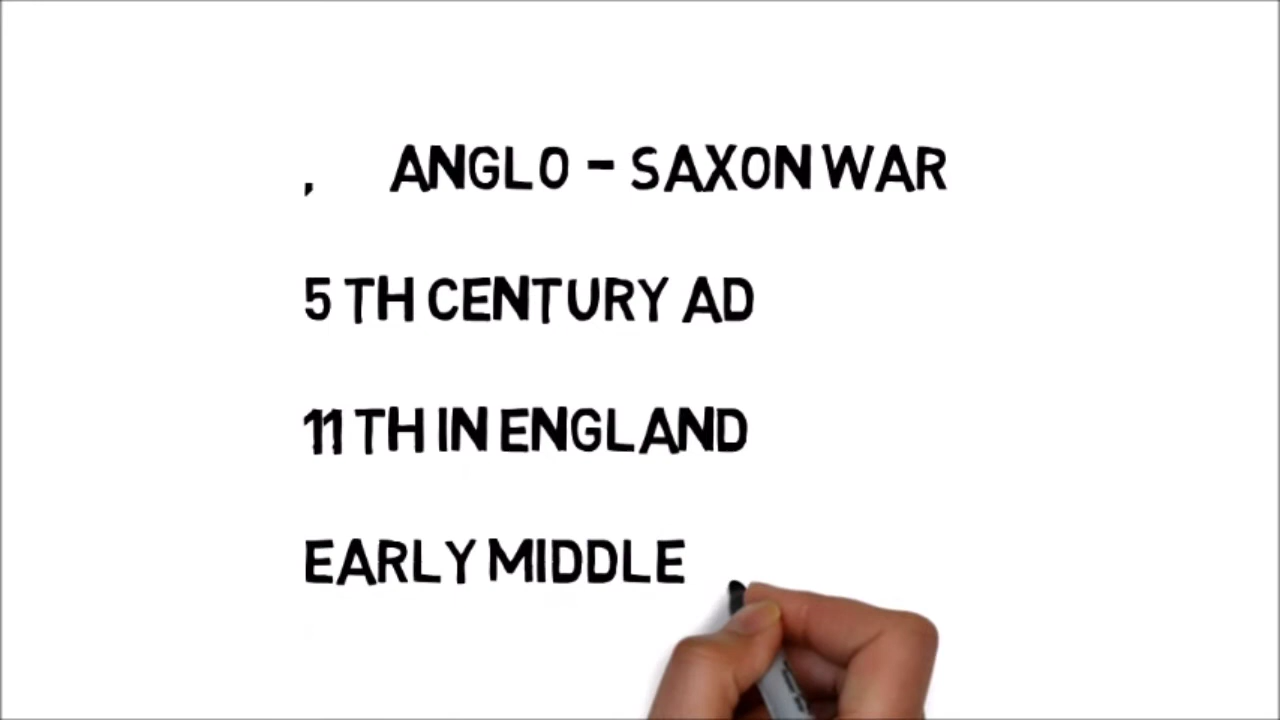 , ANGLO - SAXON WAR
5 TH CENTURY AD
11 TH IN ENGLAND
EARLY MIDDLE